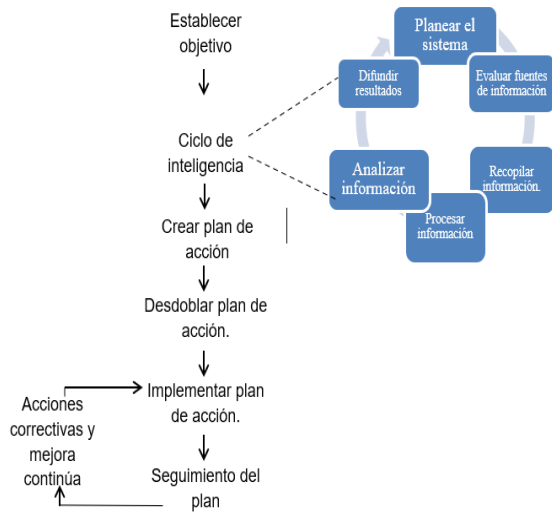 Establecer
objetivo
Ciclo de
inteligencia
Crear plan de
acción
Desdoblar plan de
acción.
Implementar plan
de acción.
Seguimiento del
plan
Acciones
correctivas y
mejora
continúa
Planear el
sistema
Evaluar fuentes
de información
Recopilar
información.
Procesar
información
Analizar
información
Difundir
resultados